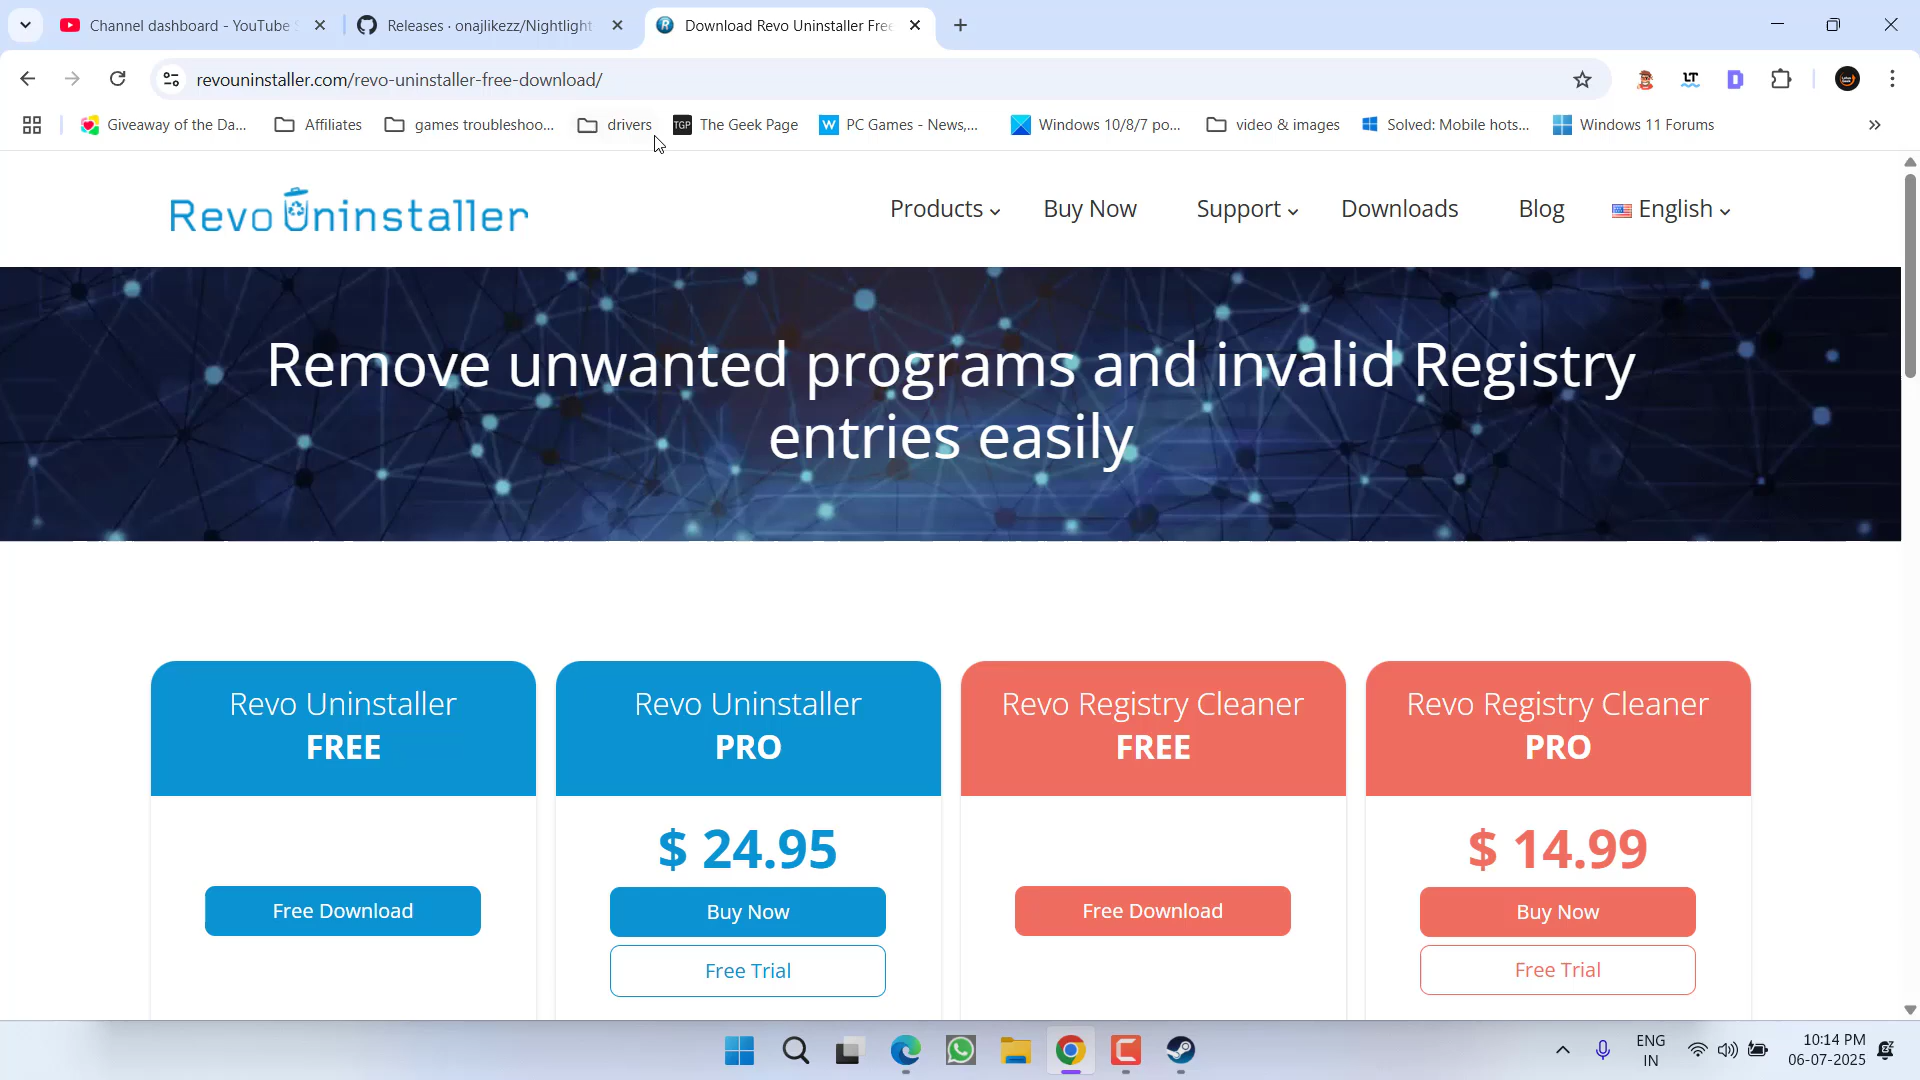 Channel dashboard - YouTube S
Releases · onajlikezz/Nightlight
Download Revo Uninstaller Free
revouninstaller.com/revo-uninstaller-free-download/
LT
D
Giveaway of the Da...
Affiliates
games troubleshoo...
drivers
TGP
The Geek Page
W
PC Games - News,...
Windows 10/8/7 po...
video & images
Solved: Mobile hots...
Windows 11 Forums
»
Revo Uninstaller
Products
Buy Now
Support
Downloads
Blog
English
Remove unwanted programs and invalid Registry
entries easily
Revo Uninstaller
FREE
Revo Uninstaller
PRO
Revo Registry Cleaner
FREE
Revo Registry Cleaner
PRO
$ 24.95
$ 14.99
Free Download
Buy Now
Free Download
Buy Now
Free Trial
Free Trial
ENG
IN
10:14 PM
06-07-2025